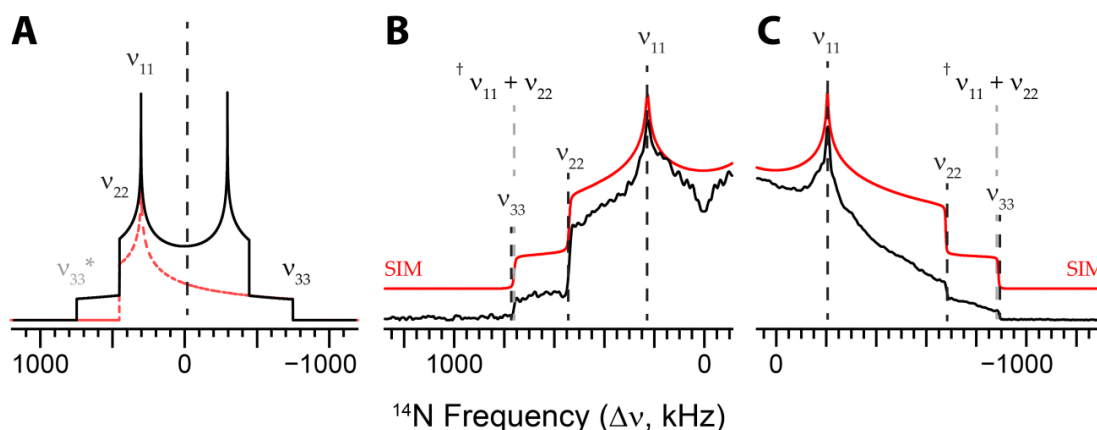 A
B
C
ν11
ν22
ν33*
ν33
† ν11 + ν22
ν11
ν22
ν33
SIM
ν11
† ν11 + ν22
ν22
ν33
SIM
1000 0 −1000
1000 0
0 −1000
14N Frequency (Δν, kHz)